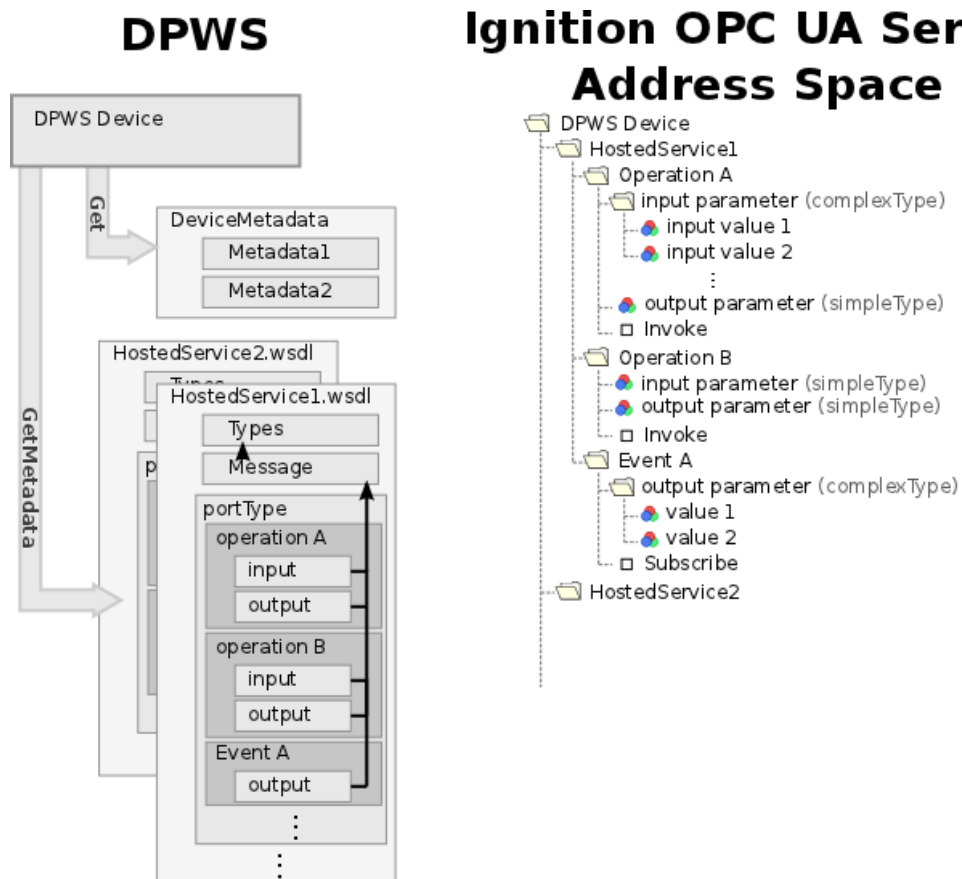 DPWS
DPWS Device
Get
GetMetadata
DeviceMetadata
Metadata1
Metadata2
HostedService2.wsdl
Types
HostedService1.wsdl
Types
Message
p
portType
operation A
input
output
operation B
input
output
Event A
output
Ignition OPC UA Ser
Address Space
DPWS Device
HostedService1
Operation A
input parameter (complexType)
input value 1
input value 2
output parameter (simpleType)
Invoke
Operation B
input parameter (simpleType)
output parameter (simpleType)
Invoke
Event A
output parameter (complexType)
value 1
value 2
Subscribe
HostedService2